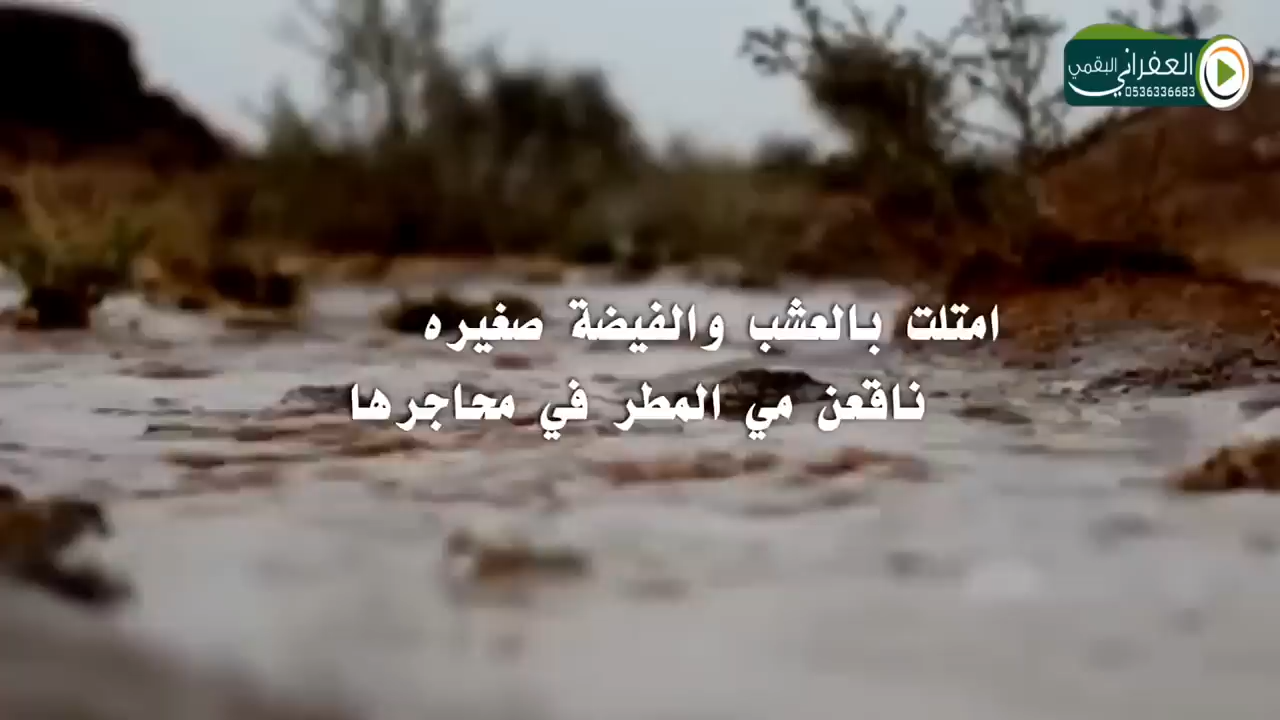 العفراني البقمي
0536336683
امتلت بالعشب والفيضة صغيره
ناقعن مي المطر في محاجرها